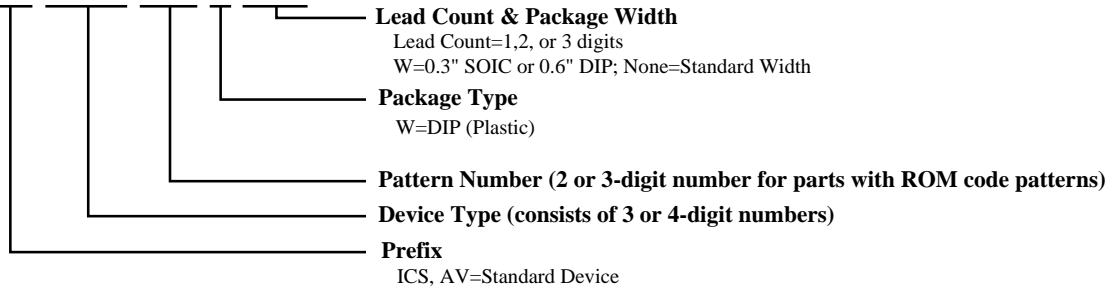 Lead Count & Package Width
Lead Count=1,2, or 3 digits
W=0.3" SOIC or 0.6" DIP; None=Standard Width
Package Type
W=DIP (Plastic)
Pattern Number (2 or 3-digit number for parts with ROM code patterns)
Device Type (consists of 3 or 4-digit numbers)
Prefix
ICS, AV=Standard Device